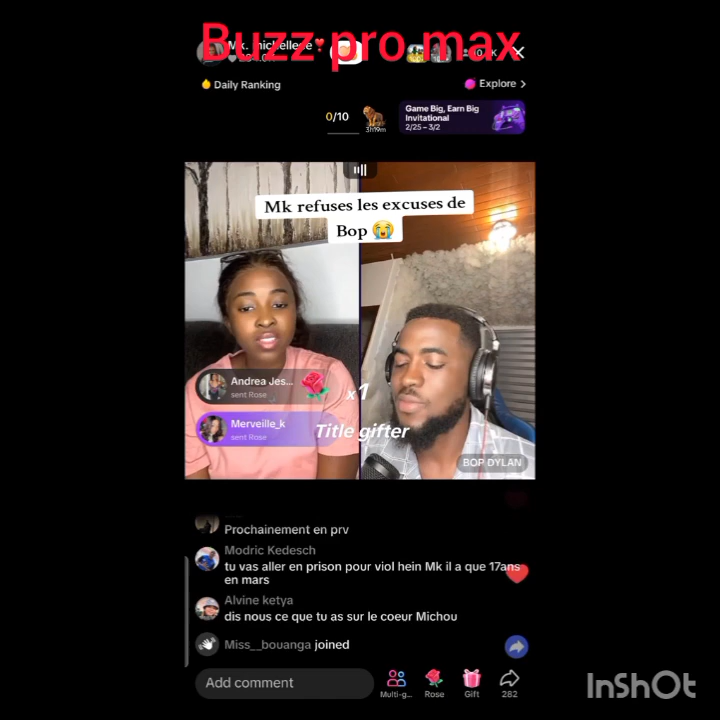 Buzz pro max
Daily Ranking
Explore >
0/10
3h19m
Game Big, Earn Big
Invitational
2/25 – 3/2
Mk refuses les excuses de
Bop 😭
Andrea Jes...
sent Rose
x1
Merveille_k
sent Rose
Title gifter
BOP DYLAN
Prochainement en prv
Modric Kedesch
tu vas aller en prison pour viol hein Mk il a que 17ans
en mars
Alvine ketya
dis nous ce que tu as sur le coeur Michou
Miss__bouanga joined
Add comment
Multi-g...
Rose
Gift
282
InShOt